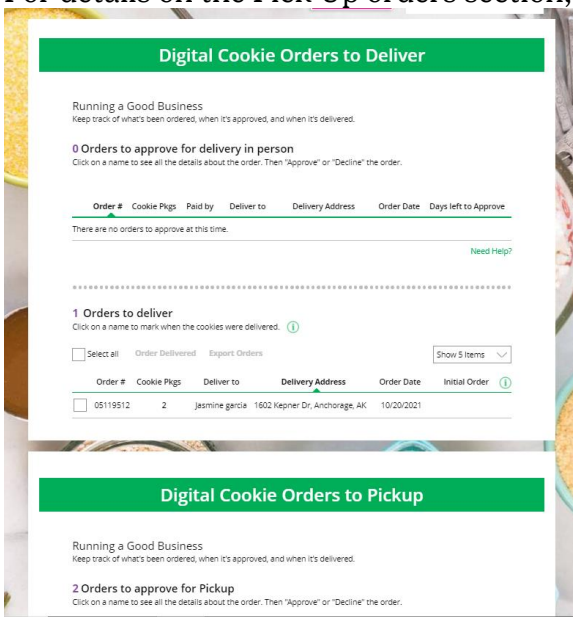 For details on the Pick Up orders section,
Digital Cookie Orders to Deliver
Running a Good Business
Keep track of what's been ordered, when it's approved, and when it's delivered.
0 Orders to approve for delivery in person
Click on a name to see all the details about the order. Then "Approve" or "Decline" the order.
Order # Cookie Pkgs Paid by Deliver to Delivery Address Order Date Days left to Approve
There are no orders to approve at this time.
Need Help?
1 Orders to deliver
Click on a name to mark when the cookies were delivered. i
Select all Order Delivered Export Orders Show 5 Items
Order # Cookie Pkgs Deliver to Delivery Address Order Date Initial Order i
05119512 2 Jasmine garcia 1602 Kepner Dr, Anchorage, AK 10/20/2021
Digital Cookie Orders to Pickup
Running a Good Business
Keep track of what's been ordered, when it's approved, and when it's delivered.
2 Orders to approve for Pickup
Click on a name to see all the details about the order. Then "Approve" or "Decline" the order.